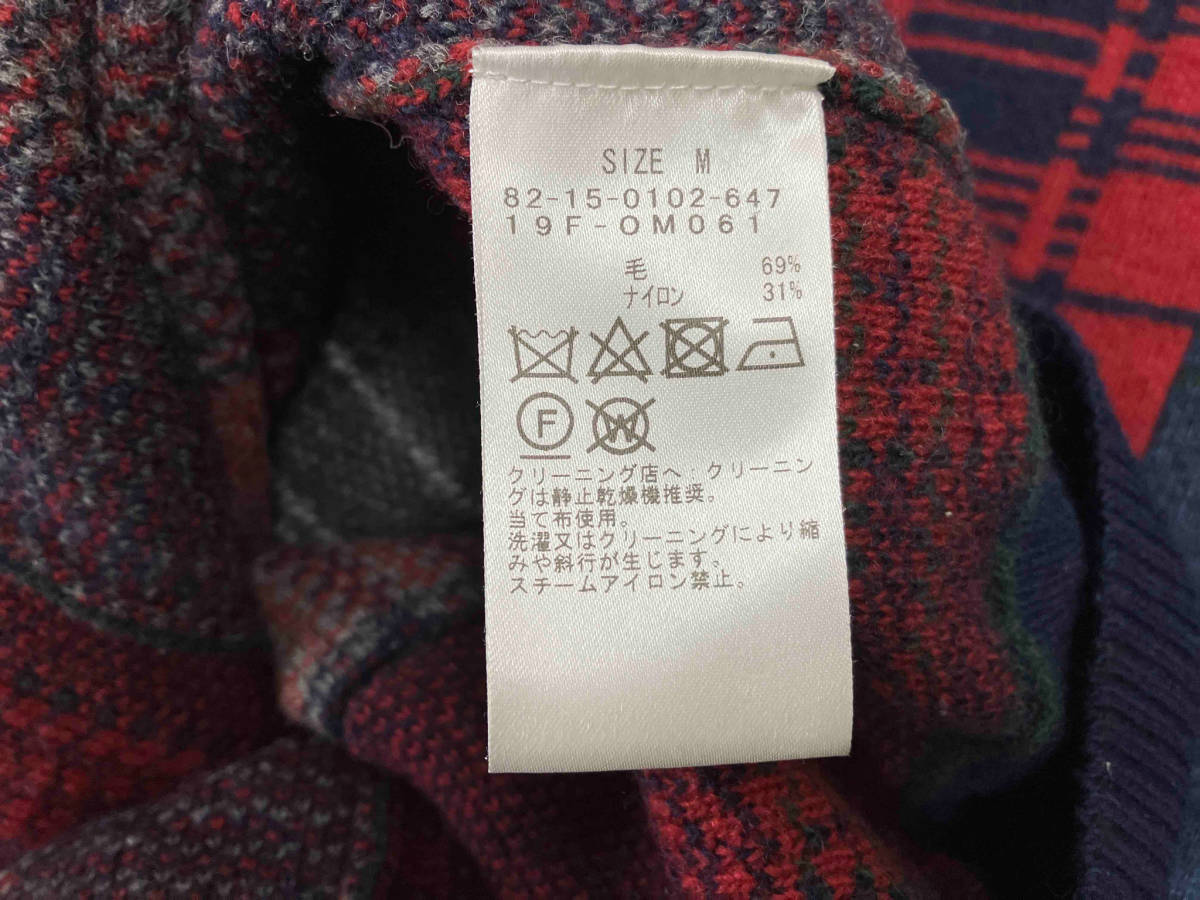 SIZE M
82-15-0102-647
19F-OM061
毛 69%
ナイロン 31%
F W
クリーニング店へ・クリーニン
グは静止乾燥機推奨。
当て布使用。
洗濯又はクリーニングにより縮
みや斜行が生じます。
スチームアイロン禁止。